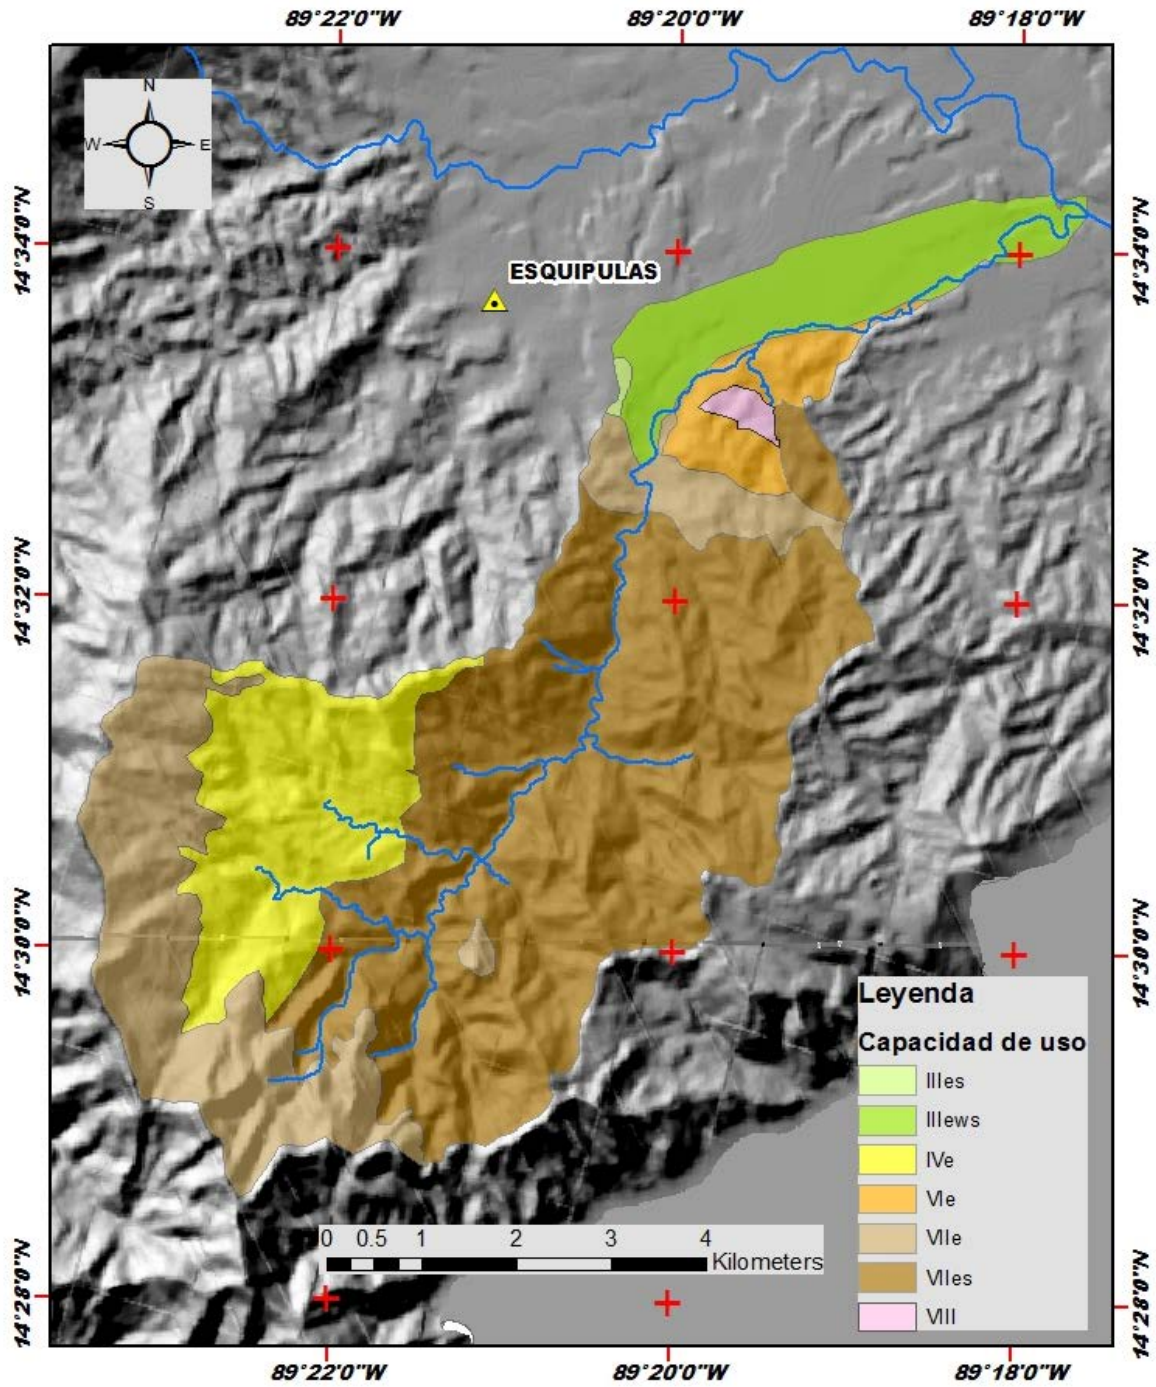 89°22'0"W 89°20'0"W 89°18'0"W
N
W E
S
14°34'0"N 14°34'0"N
ESQUIPULAS
14°32'0"N 14°32'0"N
14°30'0"N 14°30'0"N
Leyenda
Capacidad de uso
IIIes
IIIews
IVe
VIe
VIIe
VIIes
VIII
0 0.5 1 2 3 4
Kilometers
14°28'0"N 14°28'0"N
89°22'0"W 89°20'0"W 89°18'0"W